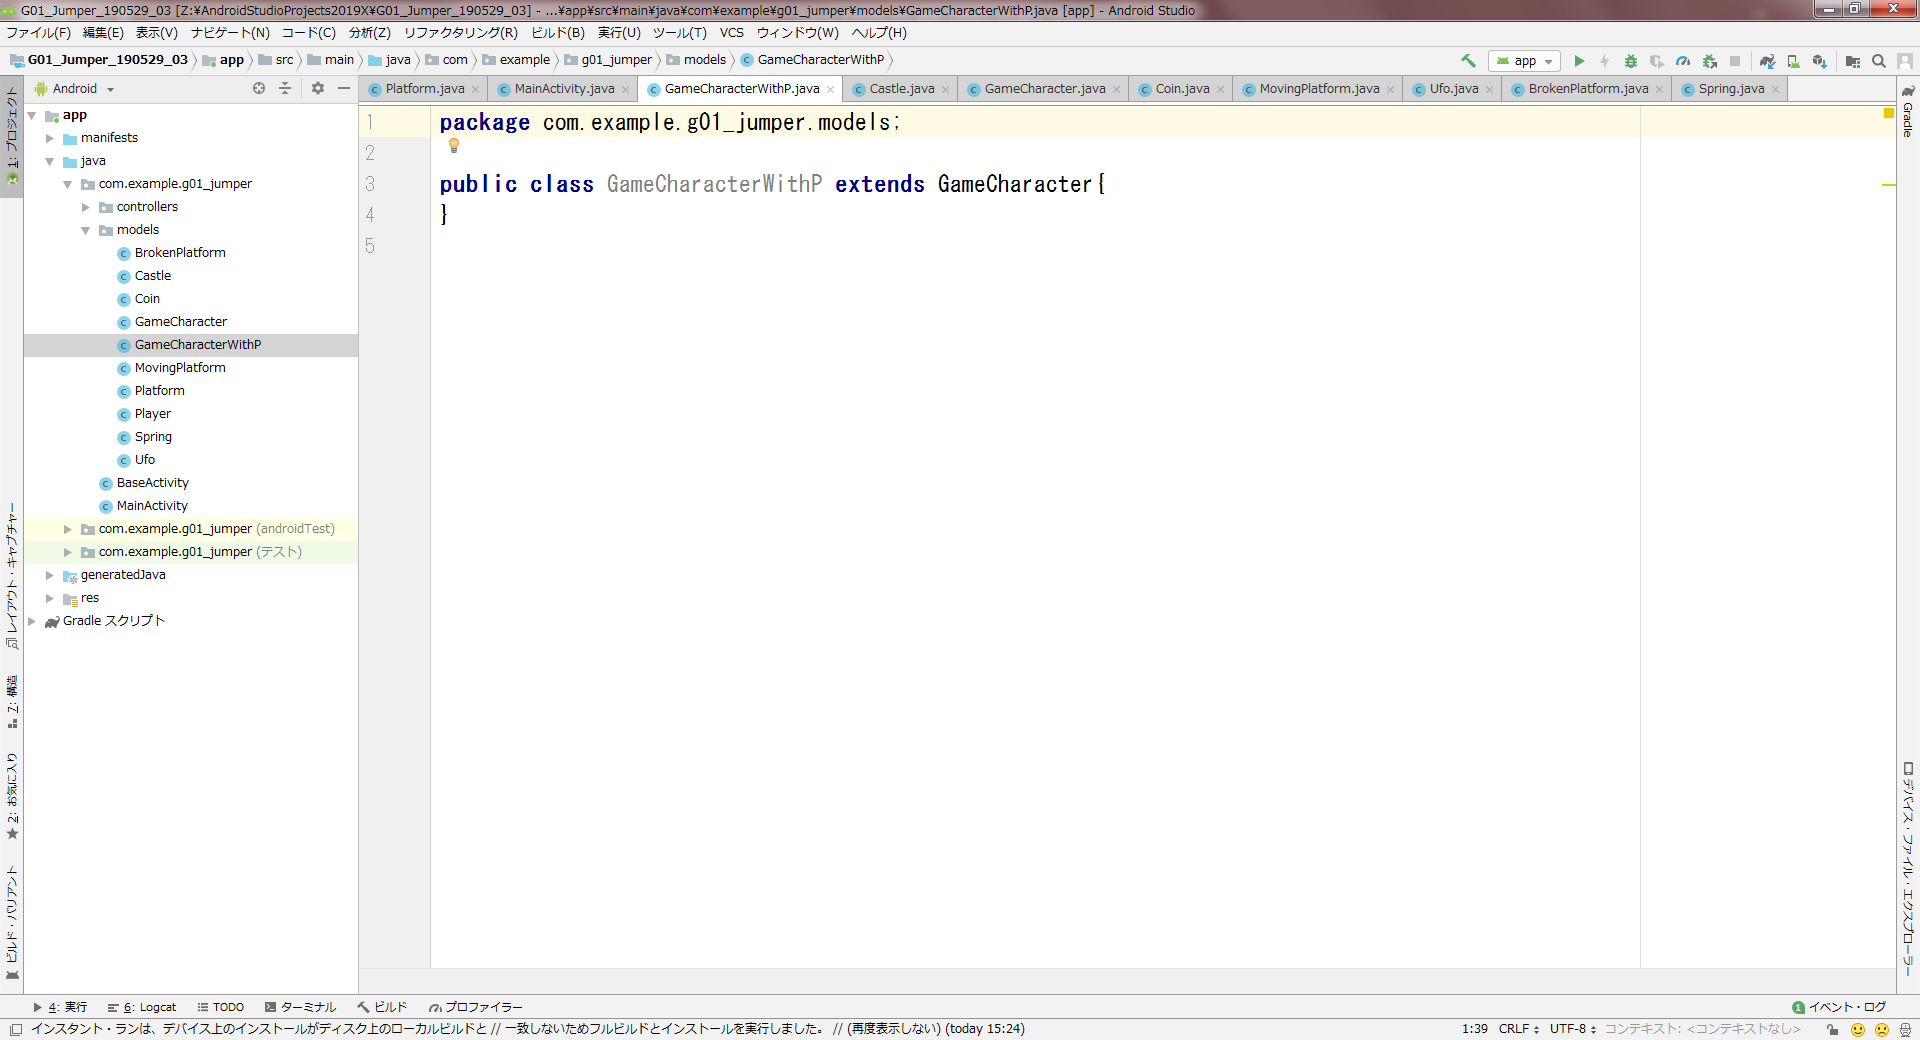 G01_Jumper_190529_03 [Z:¥AndroidStudioProjects2019X¥G01_Jumper_190529_03] - ...¥app¥src¥main¥java¥com¥example¥g01_jumper¥models¥GameCharacterWithP.java [app] - Android Studio
ファイル(F) 編集(E) 表示(V) ナビゲート(N) コード(C) 分析(Z) リファクタリング(R) ビルド(B) 実行(U) ツール(T) VCS ウィンドウ(W) ヘルプ(H)
G01_Jumper_190529_03 app src main java com example g01_jumper models GameCharacterWithP app
Android
Platform.java MainActivity.java GameCharacterWithP.java Castle.java GameCharacter.java Coin.java MovingPlatform.java Ufo.java BrokenPlatform.java Spring.java
1: プロジェクト
レイアウト・キャプチャー
Z: 構造
2: お気に入り
ビルド・バリアント
app
manifests
java
com.example.g01_jumper
controllers
models
BrokenPlatform
Castle
Coin
GameCharacter
GameCharacterWithP
MovingPlatform
Platform
Player
Spring
Ufo
BaseActivity
MainActivity
com.example.g01_jumper (androidTest)
com.example.g01_jumper (テスト)
generatedJava
res
Gradle スクリプト
1 package com.example.g01_jumper.models;
2
3 public class GameCharacterWithP extends GameCharacter{
4 }
5
Gradle
デバイス・ファイル・エクスプローラー
4: 実行 6: Logcat TODO ターミナル ビルド プロファイラー 1 イベント・ログ
インスタント・ランは、デバイス上のインストールがディスク上のローカルビルドと // 一致しないためフルビルドとインストールを実行しました。 // (再度表示しない) (today 15:24) 1:39 CRLF UTF-8 コンテキスト: <コンテキストなし>